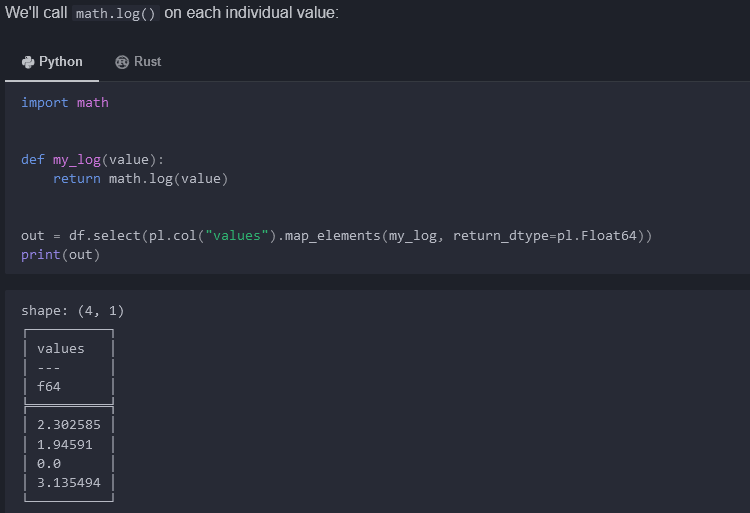 We'll call math.log() on each individual value:
Python Rust
import math
def my_log(value):
    return math.log(value)
out = df.select(pl.col("values").map_elements(my_log, return_dtype=pl.Float64))
print(out)
shape: (4, 1)
┌──────────┐
│ values   │
│ ---      │
│ f64      │
╞══════════╡
│ 2.302585 │
│ 1.94591  │
│ 0.0      │
│ 3.135494 │
└──────────┘